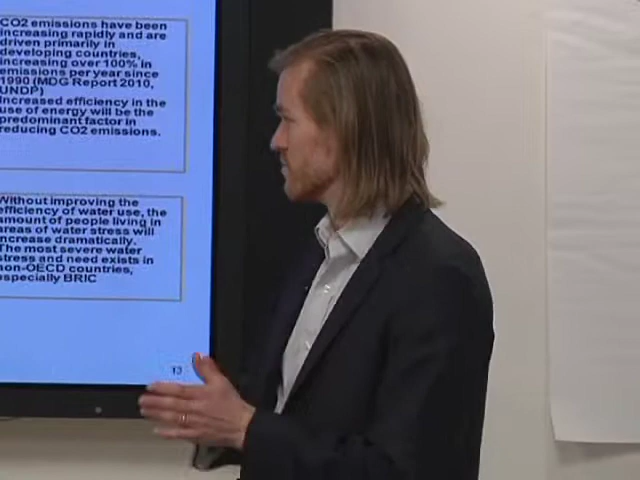 CO2 emissions have been
increasing rapidly and are
driven primarily in
developing countries,
increasing over 100% in
emissions per year since
1990 (MDG Report 2010,
UNDP)
Increased efficiency in the
use of energy will be the
predominant factor in
reducing CO2 emissions.
Without improving the
efficiency of water use, the
amount of people living in
areas of water stress will
increase dramatically.
The most severe water
stress and need exists in
non-OECD countries,
especially BRIC
13